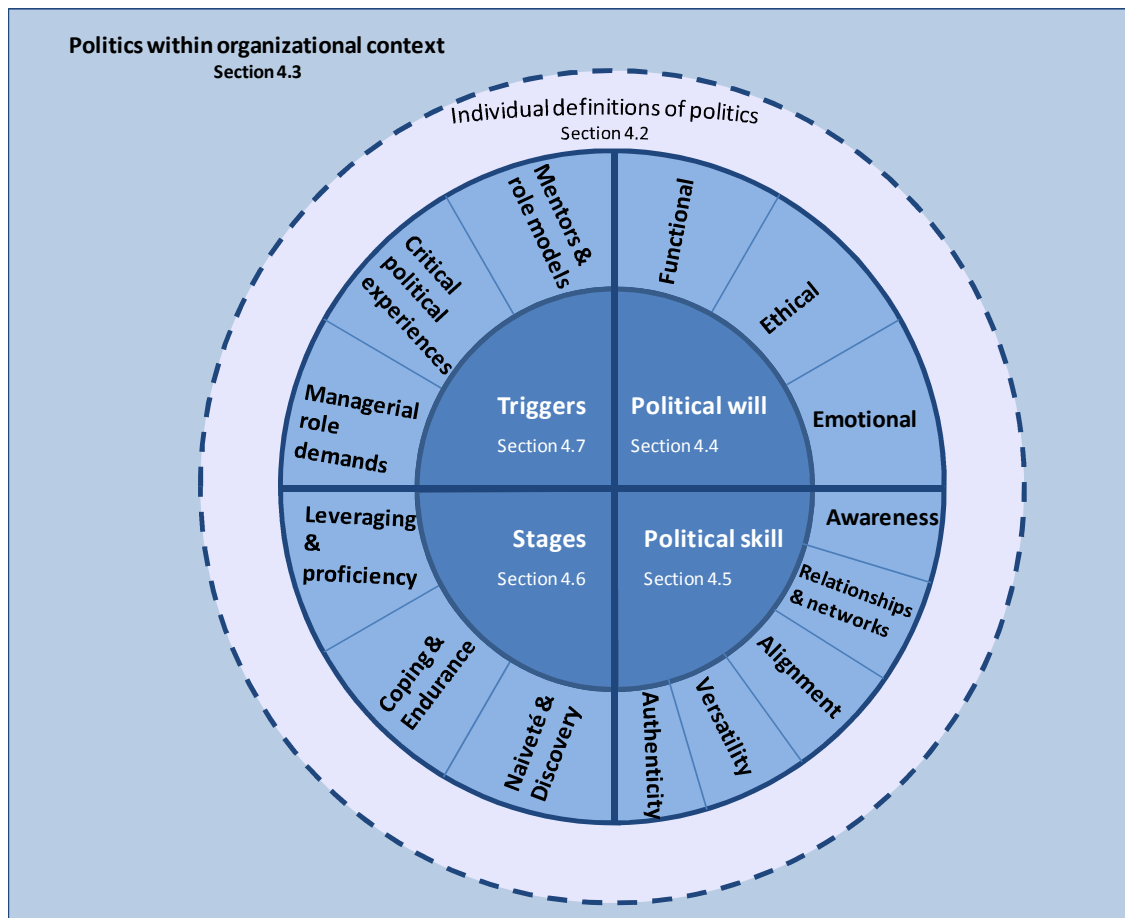 Politics within organizational context
Section 4.3
Individual definitions of politics
Section 4.2
Mentors &
role models
Functional
Critical
political
experiences
Ethical
Managerial
role
demands
Emotional
Triggers
Section 4.7
Political will
Section 4.4
Stages
Section 4.6
Political skill
Section 4.5
Leveraging
&
proficiency
Awareness
Relationships
& networks
Coping &
Endurance
Alignment
Naiveté &
Discovery
Versatility
Authenticity